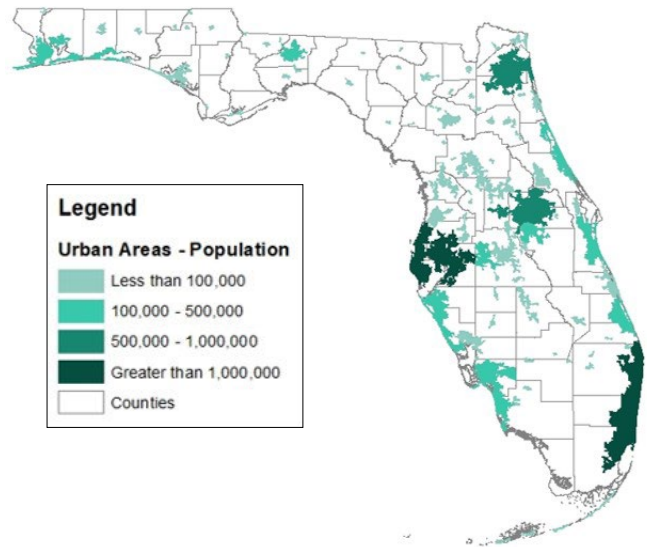 Legend
Urban Areas - Population
Less than 100,000
100,000 - 500,000
500,000 - 1,000,000
Greater than 1,000,000
Counties